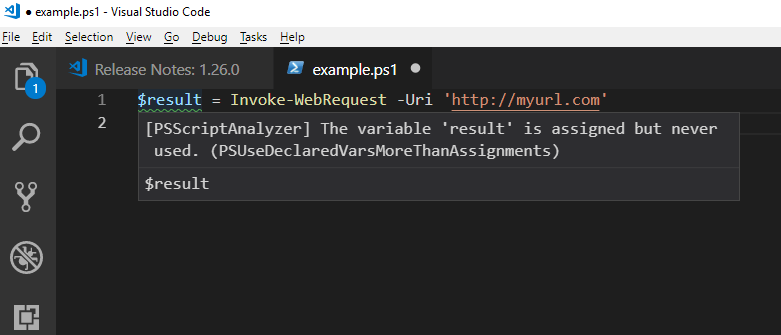 ● example.ps1 - Visual Studio Code
File Edit Selection View Go Debug Tasks Help
Release Notes: 1.26.0 example.ps1 ●
1
1 $result = Invoke-WebRequest -Uri 'http://myurl.com'
2
[PSScriptAnalyzer] The variable 'result' is assigned but never
used. (PSUseDeclaredVarsMoreThanAssignments)
$result